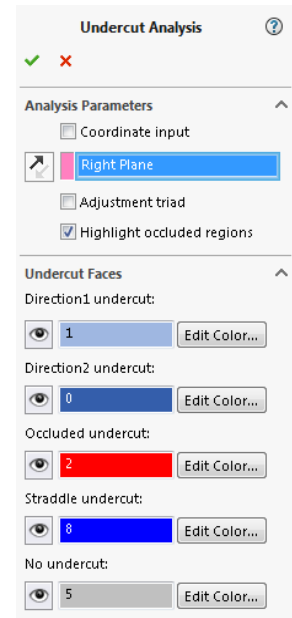 Undercut Analysis ?
Analysis Parameters
Coordinate input
Right Plane
Adjustment triad
Highlight occluded regions
Undercut Faces
Direction1 undercut:
1 Edit Color...
Direction2 undercut:
0 Edit Color...
Occluded undercut:
2 Edit Color...
Straddle undercut:
8 Edit Color...
No undercut:
5 Edit Color...